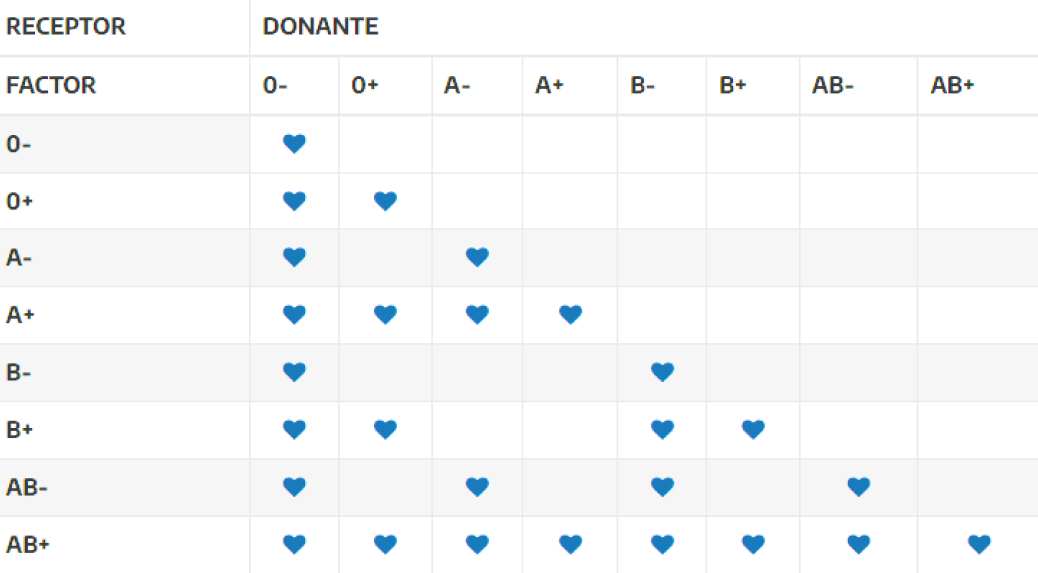 RECEPTOR DONANTE
FACTOR 0- 0+ A- A+ B- B+ AB- AB+
0-
0+
A-
A+
B-
B+
AB-
AB+